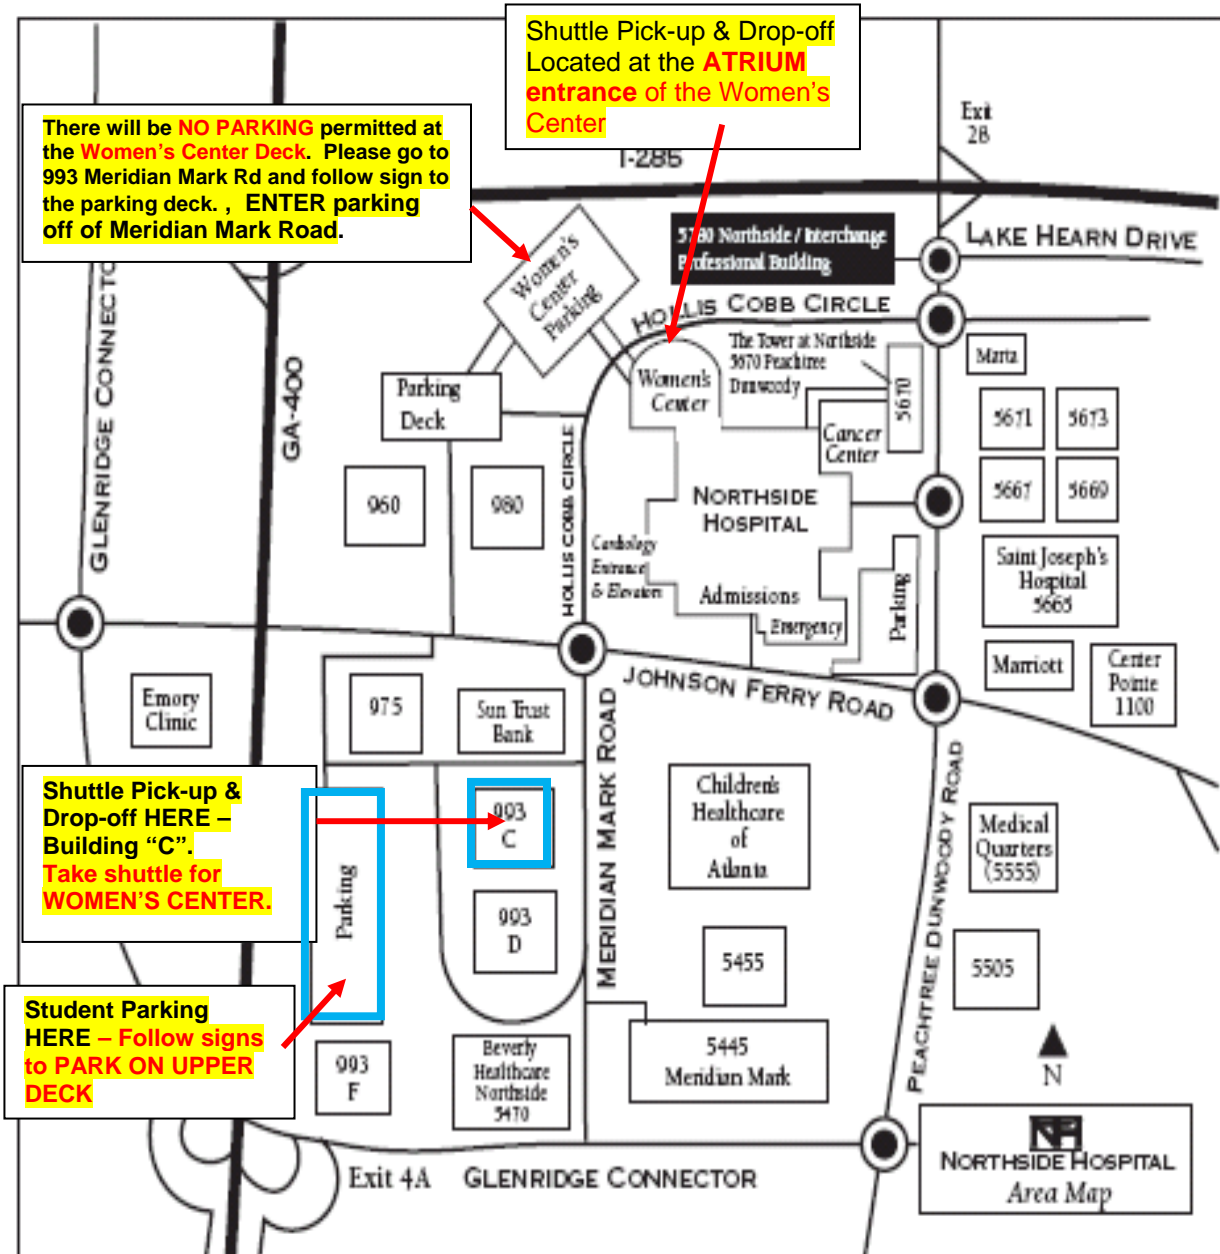 Shuttle Pick-up & Drop-off
Located at the ATRIUM
entrance of the Women's
Center
There will be NO PARKING permitted at
the Women's Center Deck. Please go to
993 Meridian Mark Rd and follow sign to
the parking deck. , ENTER parking
off of Meridian Mark Road.
I-285
Exit
28
LAKE HEARN DRIVE
5780 Northside / Interchange
Professional Building
HOLLIS COBB CIRCLE
Women's
Center
Parking
The Tower at Northside
5670 Peachtree
Dunwoody
5670
Marta
Women's
Center
Cancer
Center
Parking
Deck
GLENRIDGE CONNECTO
GA-400
HOLLIS COBB CIRCLE
960
980
5671
5673
5667
5669
NORTHSIDE
HOSPITAL
Cardiology
Entrance
& Elevators
Admissions
Emergency
Parking
Saint Joseph's
Hospital
5665
Marriott
Center
Pointe
1100
JOHNSON FERRY ROAD
Emory
Clinic
975
Sun Trust
Bank
MERIDIAN MARK ROAD
PEACHTREE DUNWOODY ROAD
Shuttle Pick-up &
Drop-off HERE –
Building "C".
Take shuttle for
WOMEN'S CENTER.
993
C
Children's
Healthcare
of
Atlanta
Medical
Quarters
(5555)
Parking
993
D
5455
5505
Student Parking
HERE – Follow signs
to PARK ON UPPER
DECK
993
F
Beverly
Healthcare
Northside
5470
5445
Meridian Mark
N
Exit 4A
GLENRIDGE CONNECTOR
NORTHSIDE HOSPITAL
Area Map